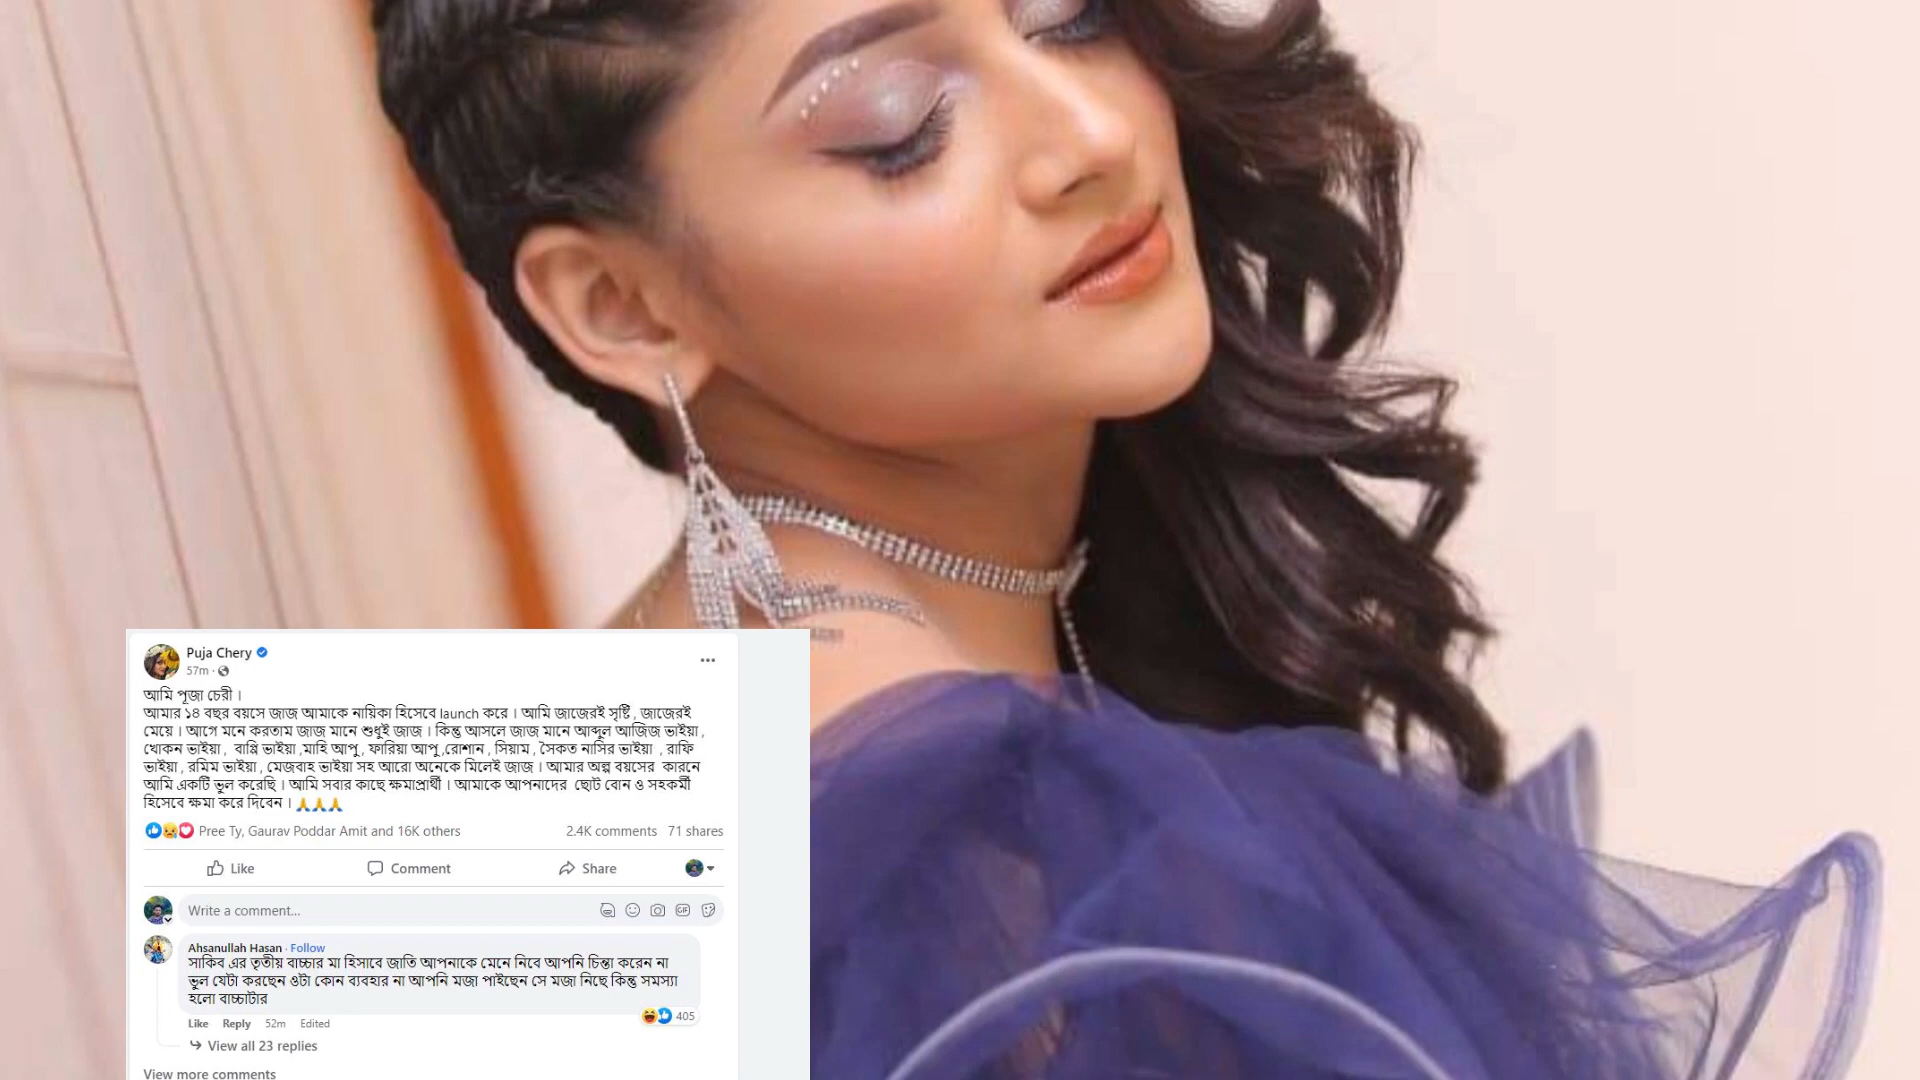 Puja Chery
57m ·
আমি পূজা চেরী ।
আমার ১৪ বছর বয়সে জাজ আমাকে নায়িকা হিসেবে launch করে । আমি জাজেরই সৃষ্টি , জাজেরই
মেয়ে । আগে মনে করতাম জাজ মানে শুধুই জাজ । কিন্তু আসলে জাজ মানে আব্দুল আজিজ ভাইয়া ,
খোকন ভাইয়া , বাপ্পি ভাইয়া ,মাহি আপু , ফারিয়া আপু ,রোশান , সিয়াম , সৈকত নাসির ভাইয়া , রাফি
ভাইয়া , রমিম ভাইয়া , মেজবাহ ভাইয়া সহ আরো অনেকে মিলেই জাজ । আমার অল্প বয়সের কারনে
আমি একটি ভুল করেছি । আমি সবার কাছে ক্ষমাপ্রার্থী । আমাকে আপনাদের ছোট বোন ও সহকর্মী
হিসেবে ক্ষমা করে দিবেন । 🙏🙏🙏
Pree Ty, Gaurav Poddar Amit and 16K others 2.4K comments 71 shares
Like Comment Share
Write a comment...
GIF
Ahsanullah Hasan · Follow
সাকিব এর তৃতীয় বাচ্চার মা হিসাবে জাতি আপনাকে মেনে নিবে আপনি চিন্তা করেন না
ভুল যেটা করছেন ওটা কোন ব্যবহার না আপনি মজা পাইছেন সে মজা নিছে কিন্তু সমস্যা
হলো বাচ্চাটার
405
Like Reply 52m Edited
View all 23 replies
View more comments